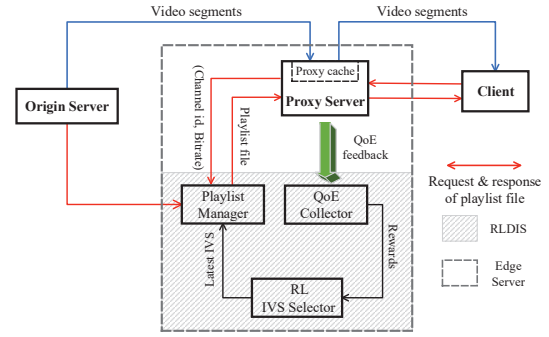 Video segments
Video segments
Proxy cache
Proxy Server
Origin Server
Client
(Channel id, Bitrate)
Playlist file
QoE
feedback
Request & response
of playlist file
Playlist
Manager
QoE
Collector
RLDIS
Latest IVS
Rewards
RL
IVS Selector
Edge
Server